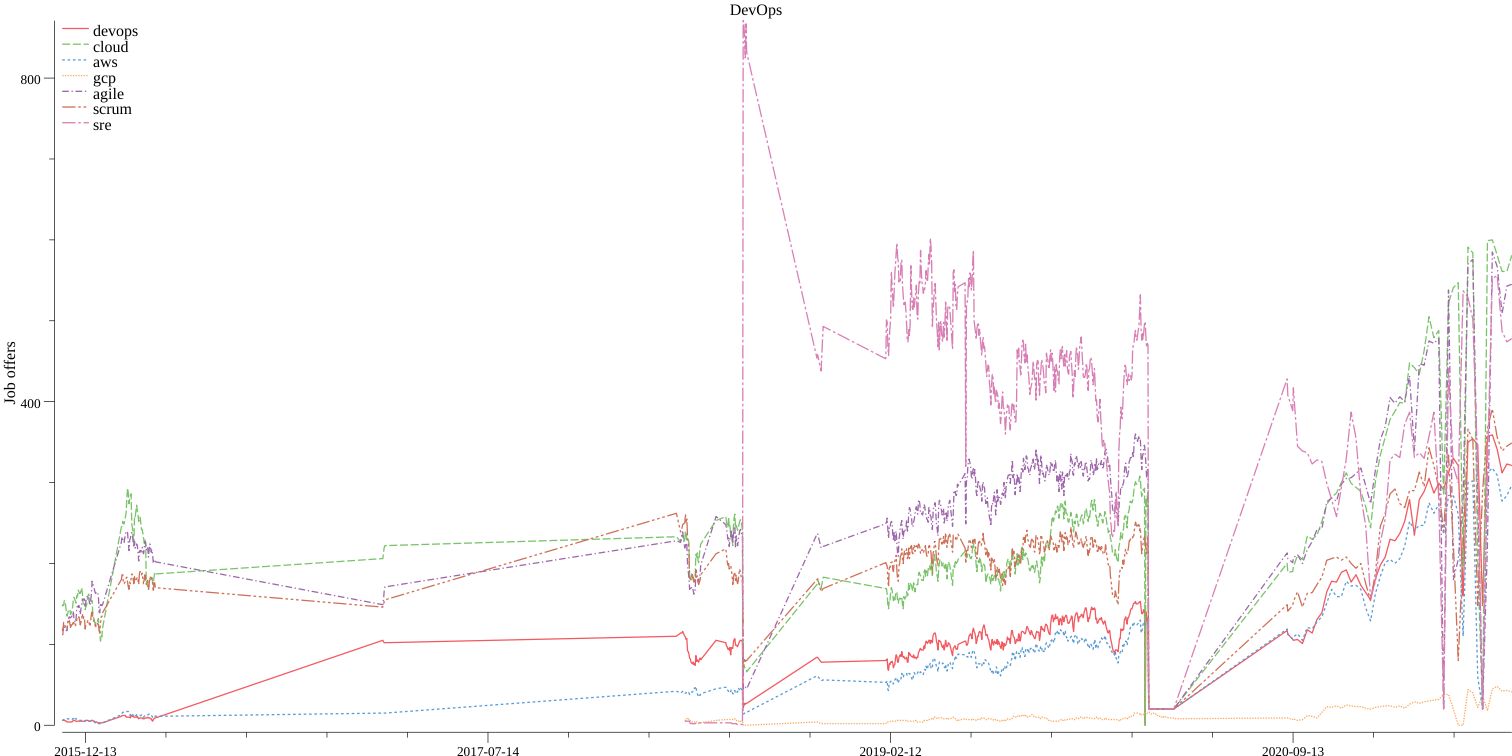 DevOps
devops
cloud
aws
gcp
agile
scrum
sre
800
400
0
Job offers
2015-12-13
2017-07-14
2019-02-12
2020-09-13